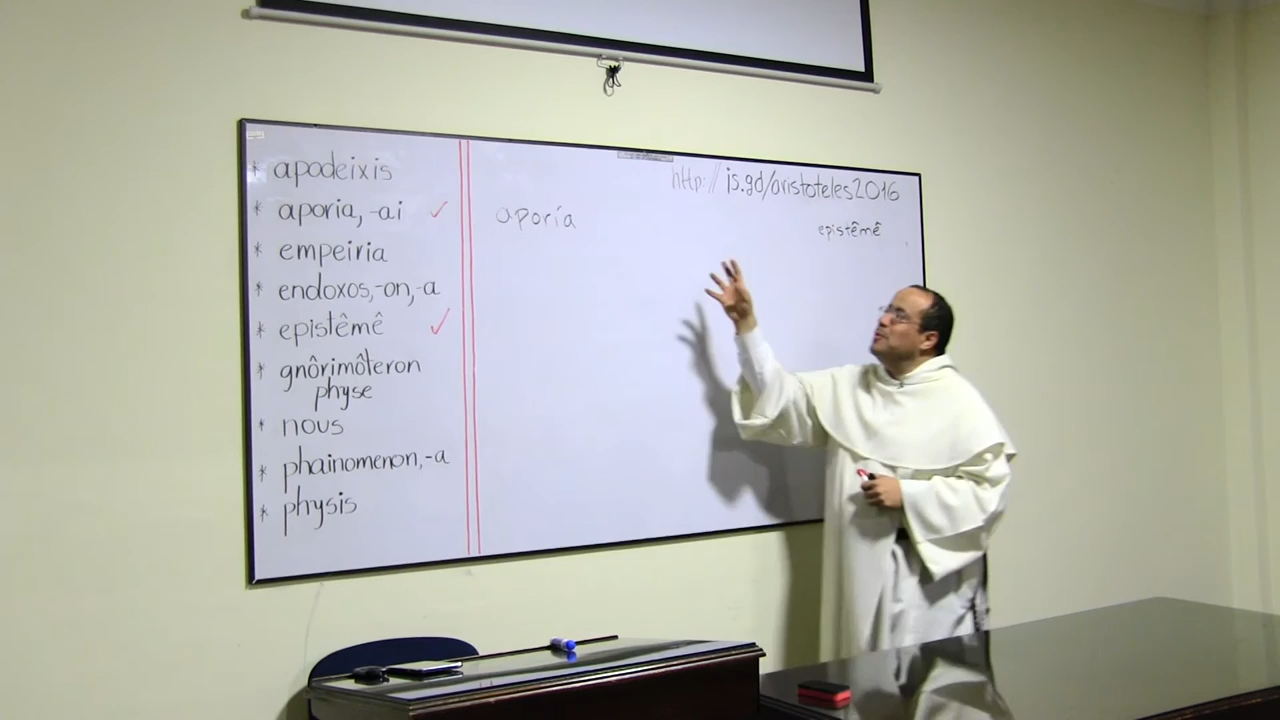 * apodeixis
* aporia, -ai ✓
* empeiria
* endoxos,-on,-a
* epistêmê ✓
* gnôrimôteron
physe
* nous
* phainomenon,-a
* physis
http://is.gd/aristoteles2016
aporía
epistêmê